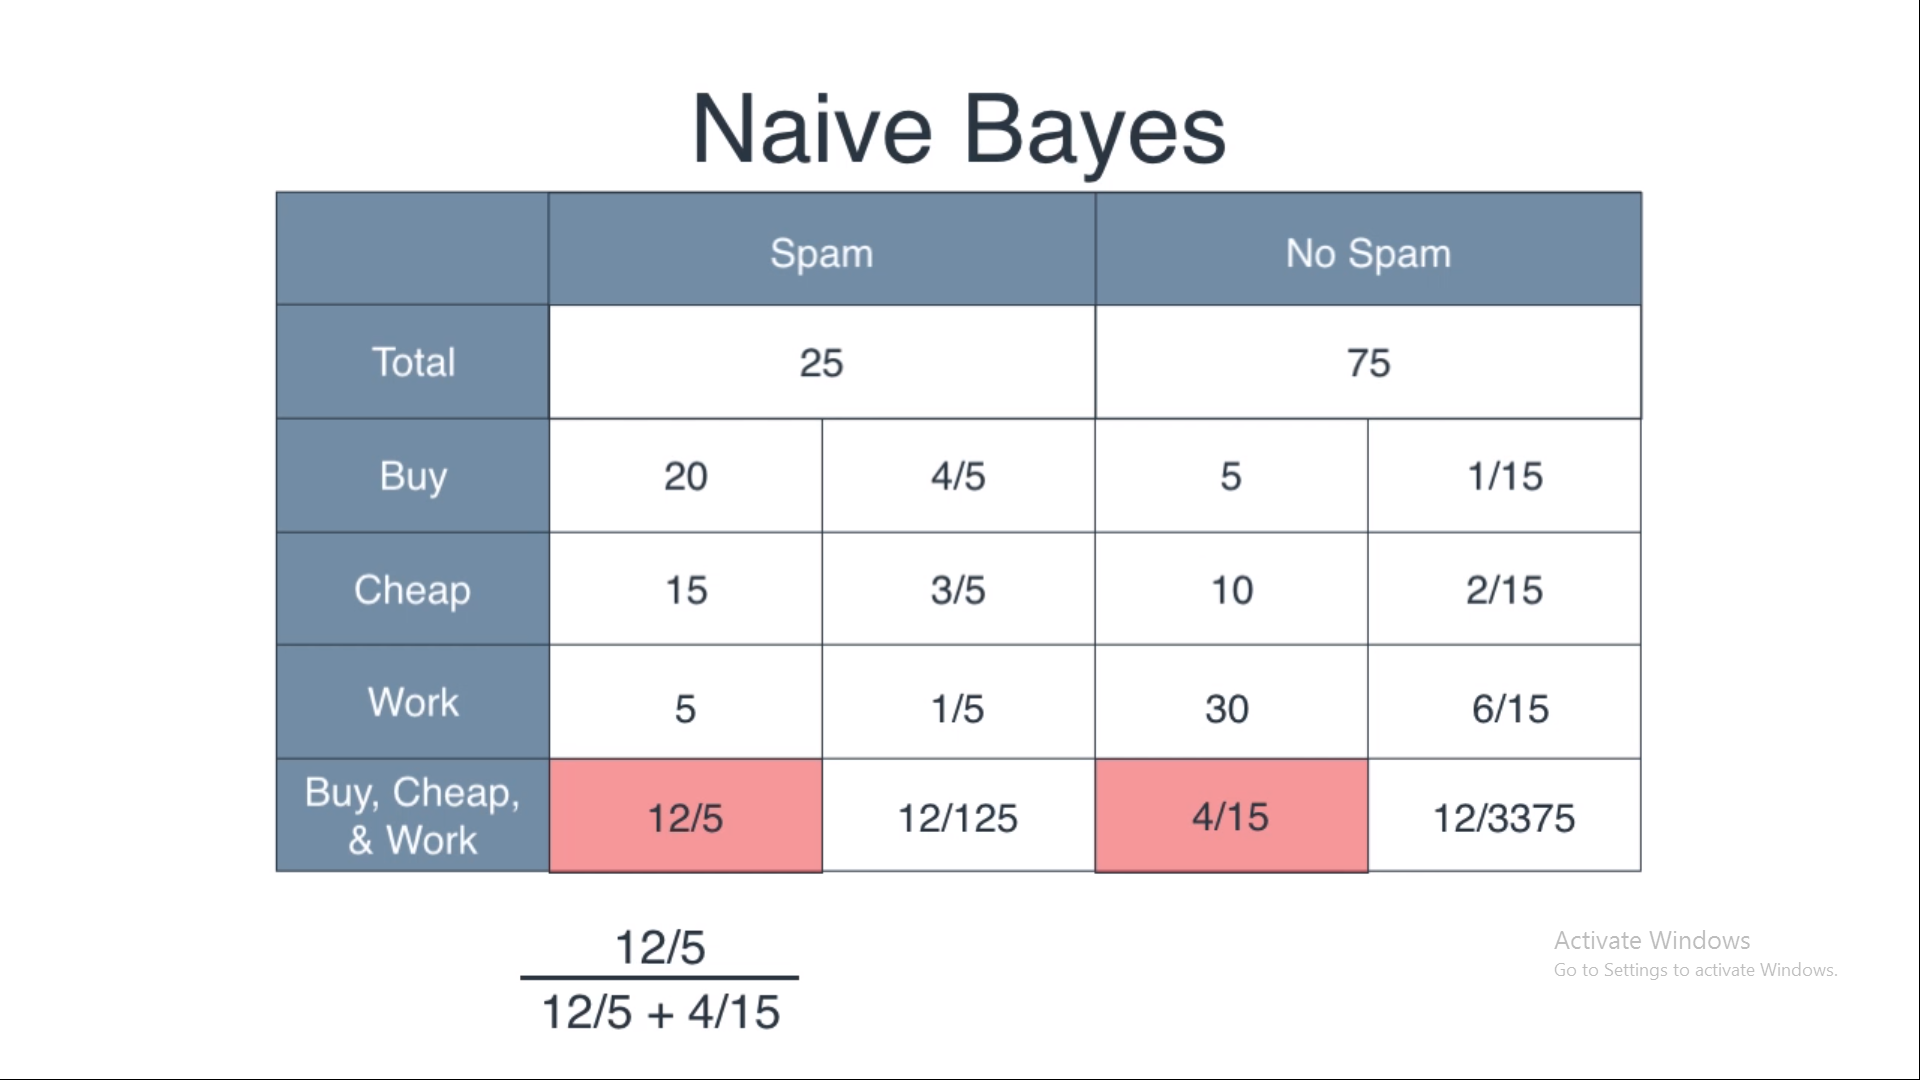 Naive Bayes
Spam No Spam
Total 25 75
Buy 20 4/5 5 1/15
Cheap 15 3/5 10 2/15
Work 5 1/5 30 6/15
Buy, Cheap,
& Work 12/5 12/125 4/15 12/3375
12/5
12/5 + 4/15
Activate Windows
Go to Settings to activate Windows.